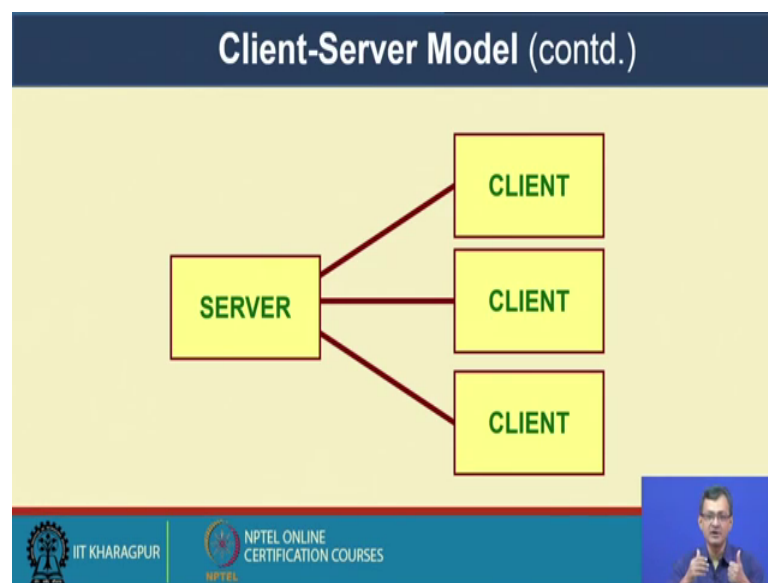 Client-Server Model (contd.)
CLIENT
SERVER
CLIENT
CLIENT
IIT KHARAGPUR
NPTEL
NPTEL ONLINE
CERTIFICATION COURSES